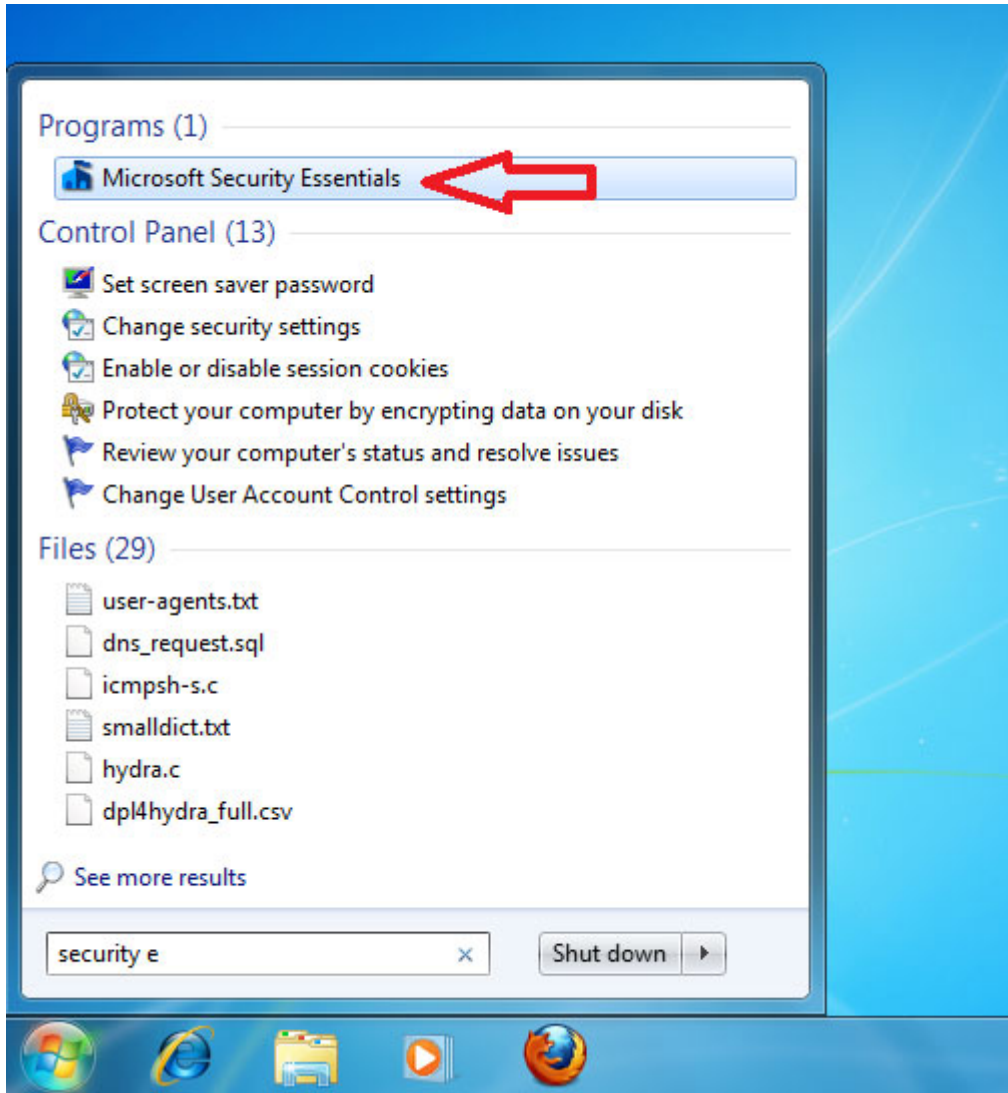 Programs (1)
Microsoft Security Essentials
Control Panel (13)
Set screen saver password
Change security settings
Enable or disable session cookies
Protect your computer by encrypting data on your disk
Review your computer's status and resolve issues
Change User Account Control settings
Files (29)
user-agents.txt
dns_request.sql
icmpsh-s.c
smalldict.txt
hydra.c
dpl4hydra_full.csv
See more results
security e
Shut down